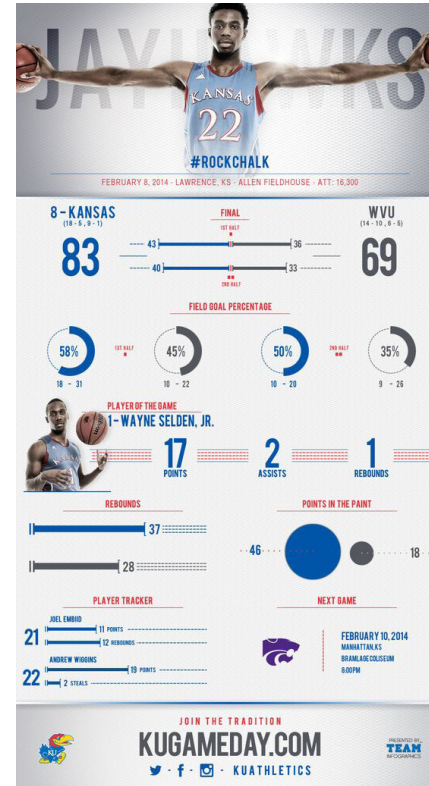 JAYHAWKS
KANSAS
22
#ROCKCHALK
FEBRUARY 8, 2014 - LAWRENCE, KS - ALLEN FIELDHOUSE - ATT: 16,300
8-KANSAS
(18-5, 9-1)
83
FINAL
1ST HALF
43 36
40 33
2ND HALF
WVU
(14-10, 6-5)
69
FIELD GOAL PERCENTAGE
58% 1ST HALF 45% 50% 2ND HALF 35%
18 - 31 10 - 22 10 - 20 9 - 26
PLAYER OF THE GAME
1-WAYNE SELDEN, JR.
17 2 1
POINTS ASSISTS REBOUNDS
REBOUNDS
37
28
POINTS IN THE PAINT
46 18
PLAYER TRACKER
JOEL EMBIID
21
11 POINTS
12 REBOUNDS
ANDREW WIGGINS
22
19 POINTS
2 STEALS
NEXT GAME
FEBRUARY 10, 2014
MANHATTAN, KS
BRAMLAGE COLISEUM
8:00PM
JOIN THE TRADITION
KUGAMEDAY.COM
- f - - KUATHLETICS
KU
PRESENTED BY
TEAM
INFOGRAPHICS